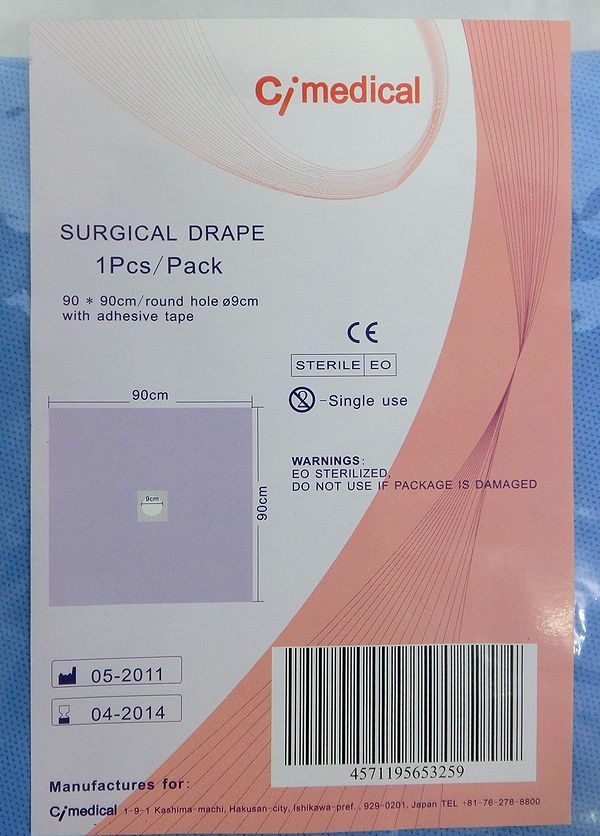 Ci medical
SURGICAL DRAPE
1Pcs/Pack
90 * 90cm/round hole ø9cm
with adhesive tape
CE
STERILE EO
2 -Single use
90cm
9cm
90cm
WARNINGS:
EO STERILIZED,
DO NOT USE IF PACKAGE IS DAMAGED
05-2011
04-2014
4571195653259
Manufactures for:
Ci medical 1-9-1 Kashima-machi, Hakusan-city, Ishikawa-pref. , 929-0201, Japan TEL +81-76-278-8800